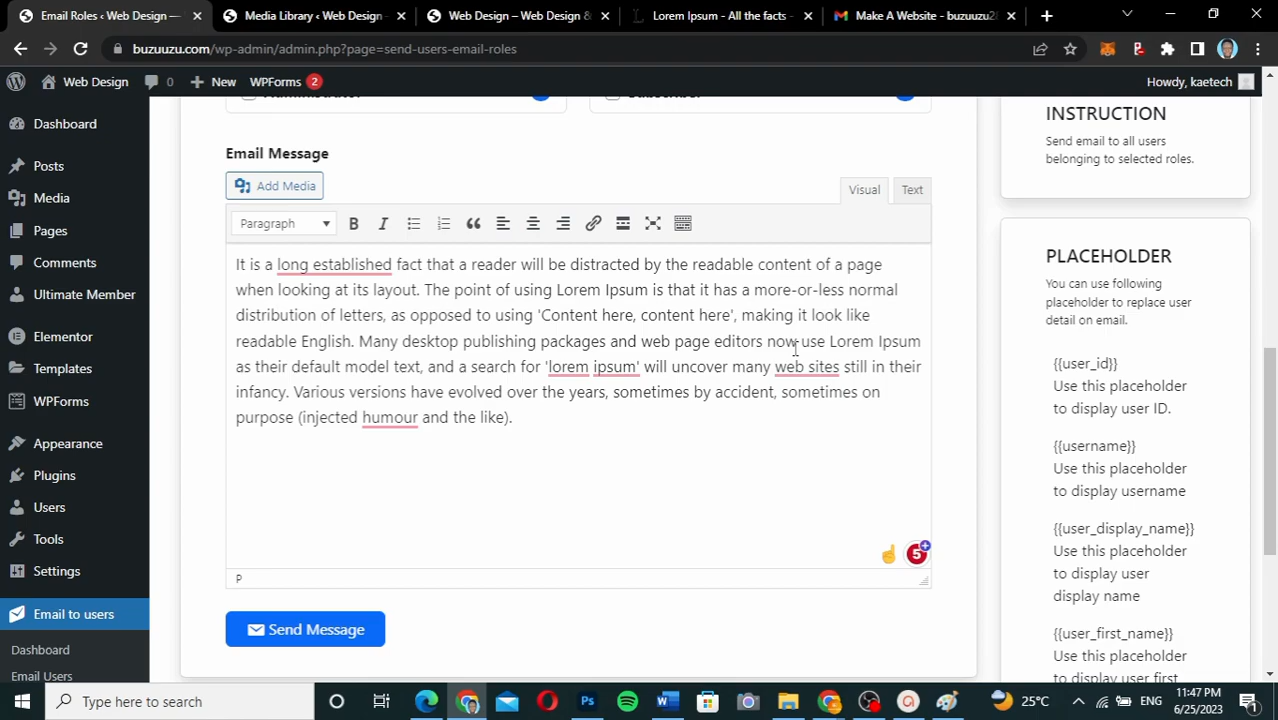 Email Roles ‹ Web Design —
Media Library ‹ Web Design -
Web Design – Web Design &
Lorem Ipsum - All the facts -
Make A Website - buzuuzu2
buzuuzu.com/wp-admin/admin.php?page=send-users-email-roles
Web Design
0
New
WPForms 2
Howdy, kaetech
Dashboard
Posts
Media
Pages
Comments
Ultimate Member
Elementor
Templates
WPForms
Appearance
Plugins
Users
Tools
Settings
Email to users
Dashboard
Email Users
Administrator
Subscriber
Email Message
Add Media
Visual
Text
Paragraph
It is a long established fact that a reader will be distracted by the readable content of a page
when looking at its layout. The point of using Lorem Ipsum is that it has a more-or-less normal
distribution of letters, as opposed to using 'Content here, content here', making it look like
readable English. Many desktop publishing packages and web page editors now use Lorem Ipsum
as their default model text, and a search for 'lorem ipsum' will uncover many web sites still in their
infancy. Various versions have evolved over the years, sometimes by accident, sometimes on
purpose (injected humour and the like).
5
P
Send Message
INSTRUCTION
Send email to all users
belonging to selected roles.
PLACEHOLDER
You can use following
placeholder to replace user
detail on email.
{{user_id}}
Use this placeholder
to display user ID.
{{username}}
Use this placeholder
to display username
{{user_display_name}}
Use this placeholder
to display user
display name
{{user_first_name}}
Use this placeholder
to display user first
Type here to search
25°C
ENG
11:47 PM
6/25/2023
1